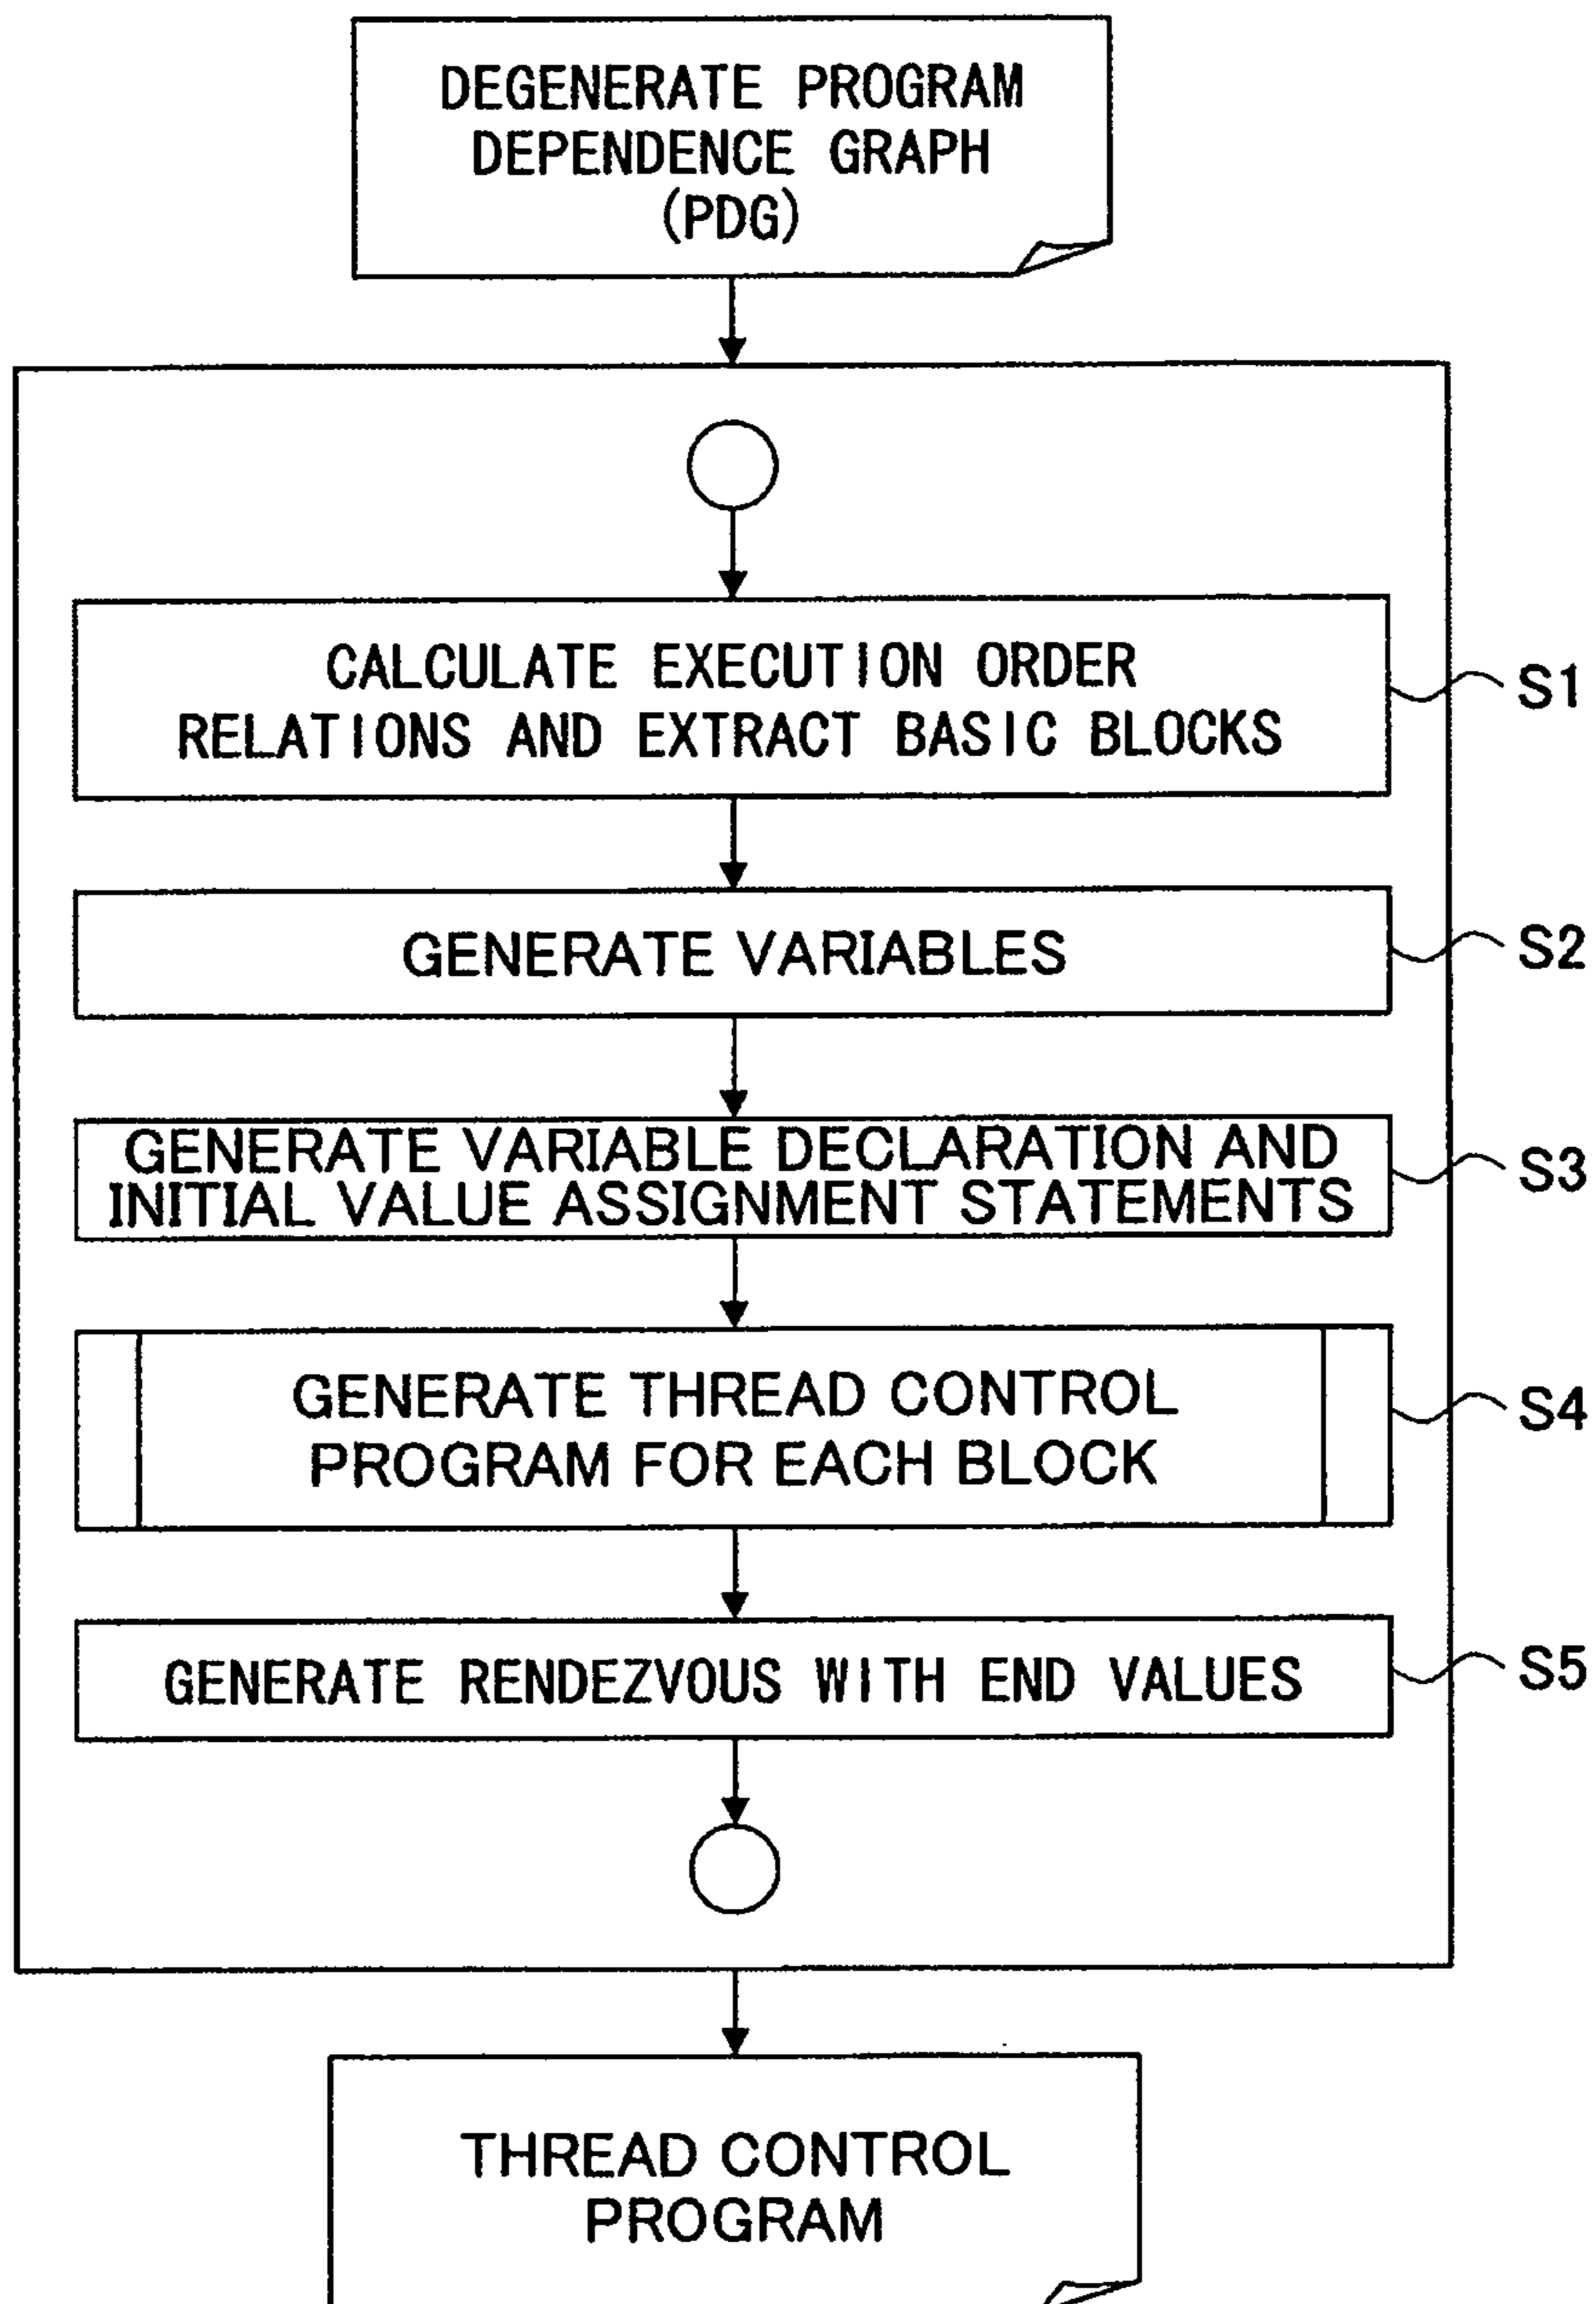 DEGENERATE PROGRAM
DEPENDENCE GRAPH
(PDG)
CALCULATE EXECUTION ORDER
RELATIONS AND EXTRACT BASIC BLOCKS
S1
GENERATE VARIABLES
S2
GENERATE VARIABLE DECLARATION AND
INITIAL VALUE ASSIGNMENT STATEMENTS
S3
GENERATE THREAD CONTROL
PROGRAM FOR EACH BLOCK
S4
GENERATE RENDEZVOUS WITH END VALUES
S5
THREAD CONTROL
PROGRAM